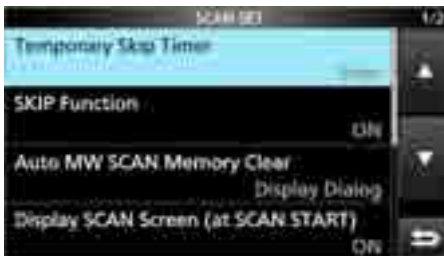 SCAN SET 1/2
Temporary Skip Timer
SKIP Function
ON
Auto MW SCAN Memory Clear
Display Dialog
Display SCAN Screen (at SCAN START)
ON